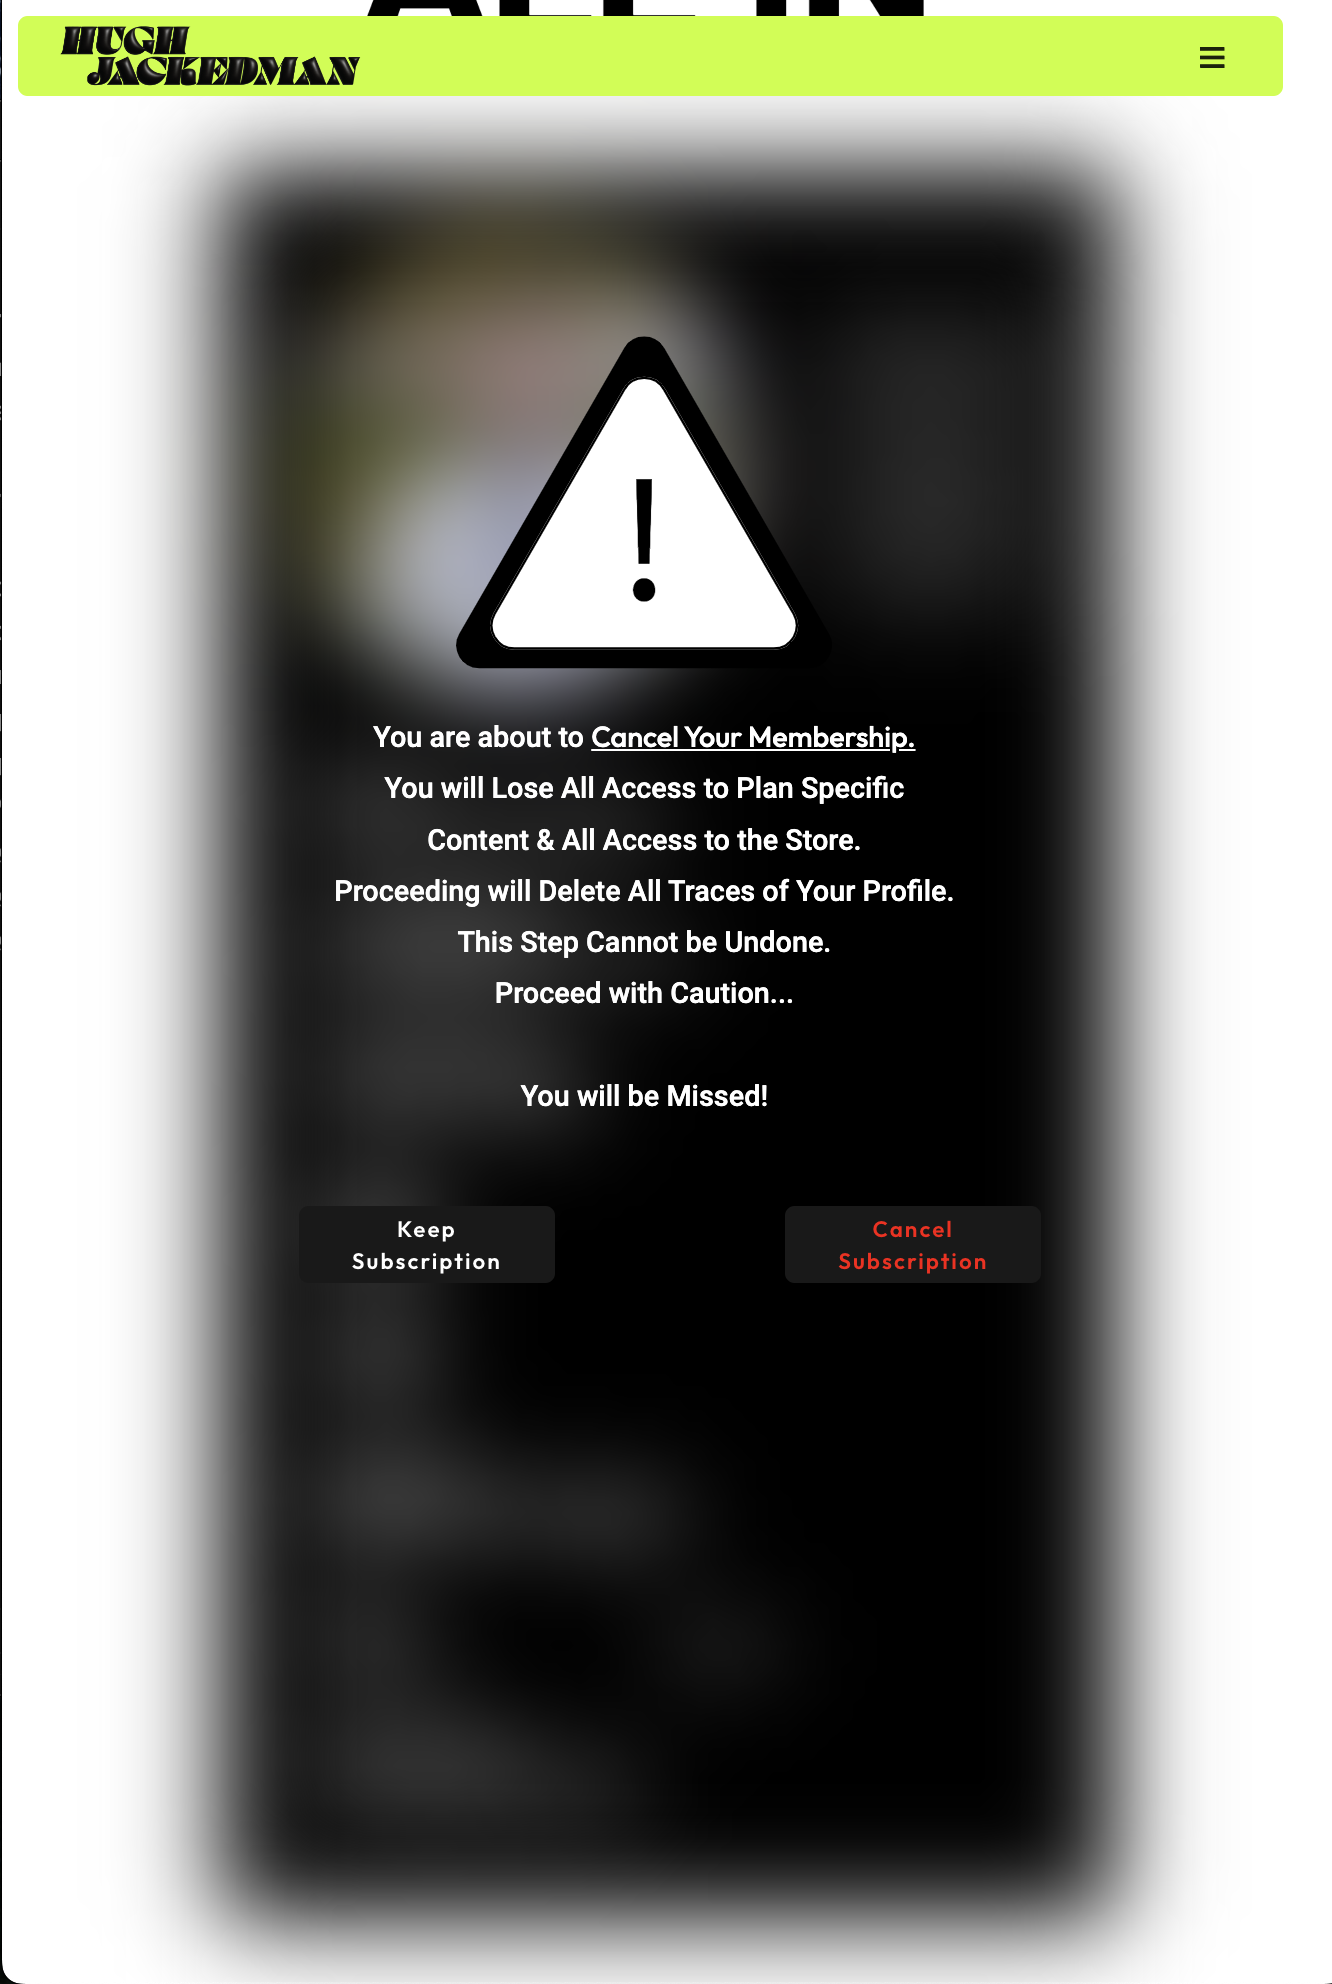 ALL IN
HUGH
JACKEDMAN
!
You are about to Cancel Your Membership.
You will Lose All Access to Plan Specific
Content & All Access to the Store.
Proceeding will Delete All Traces of Your Profile.
This Step Cannot be Undone.
Proceed with Caution...
You will be Missed!
Keep
Subscription
Cancel
Subscription